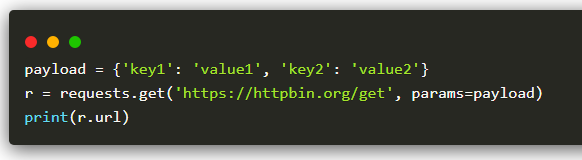 payload = {'key1': 'value1', 'key2': 'value2'}
r = requests.get('https://httpbin.org/get', params=payload)
print(r.url)